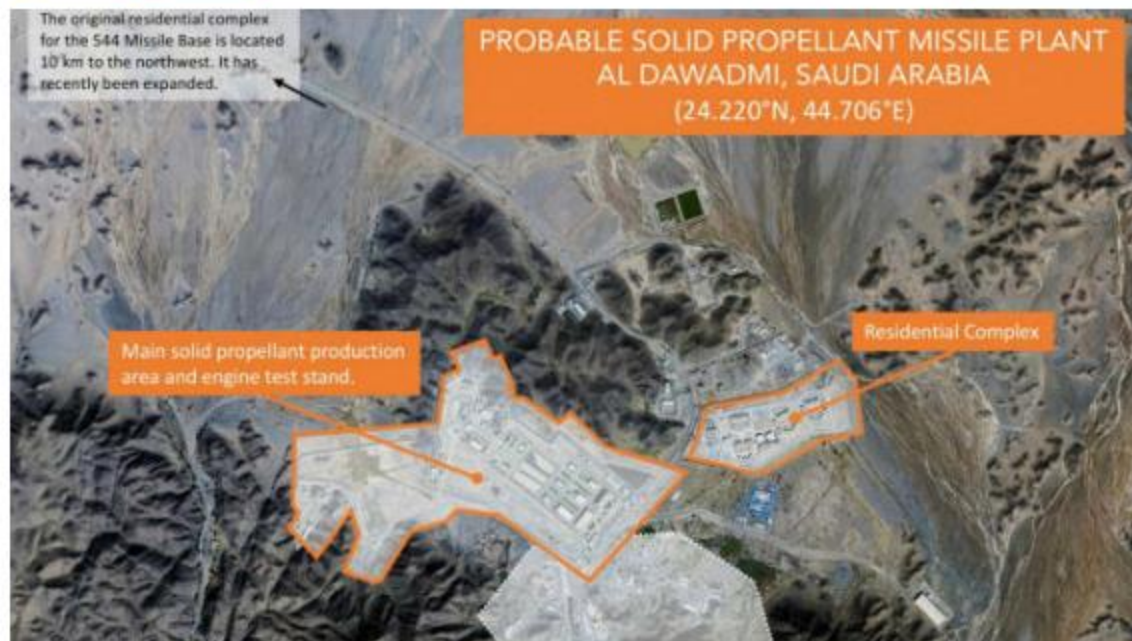 The original residential complex
for the 544 Missile Base is located
10 km to the northwest. It has
recently been expanded.
PROBABLE SOLID PROPELLANT MISSILE PLANT
AL DAWADMI, SAUDI ARABIA
(24.220°N, 44.706°E)
Residential Complex
Main solid propellant production
area and engine test stand.